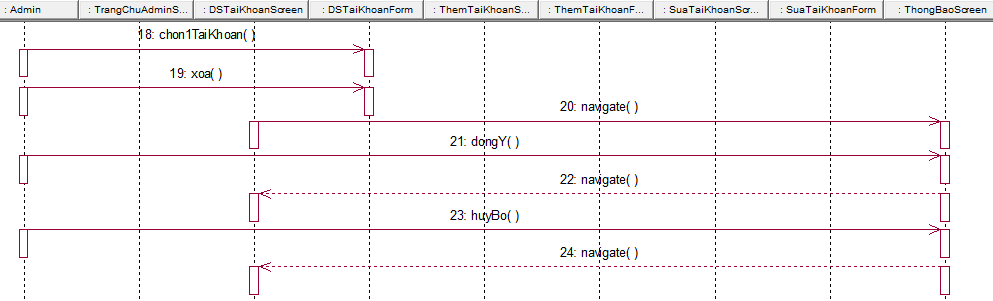 : Admin
: TrangChuAdminS...
: DSTaiKhoanScreen
: DSTaiKhoanForm
: ThemTaiKhoanS...
: ThemTaiKhoanF...
: SuaTaiKhoanScr...
: SuaTaiKhoanForm
: ThongBaoScreen
18: chon1TaiKhoan( )
19: xoa( )
20: navigate( )
21: dongY( )
22: navigate( )
23: huyBo( )
24: navigate( )